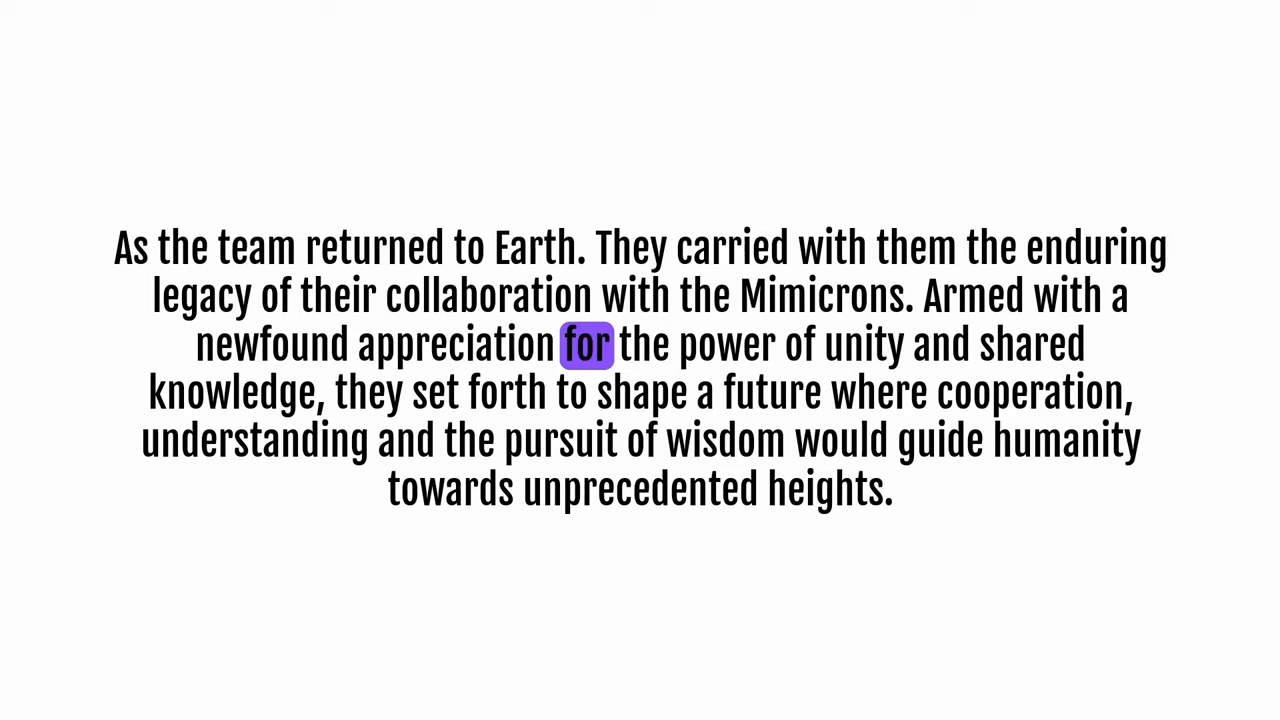 As the team returned to Earth. They carried with them the enduring
legacy of their collaboration with the Mimicrons. Armed with a
newfound appreciation for the power of unity and shared
knowledge, they set forth to shape a future where cooperation,
understanding and the pursuit of wisdom would guide humanity
towards unprecedented heights.